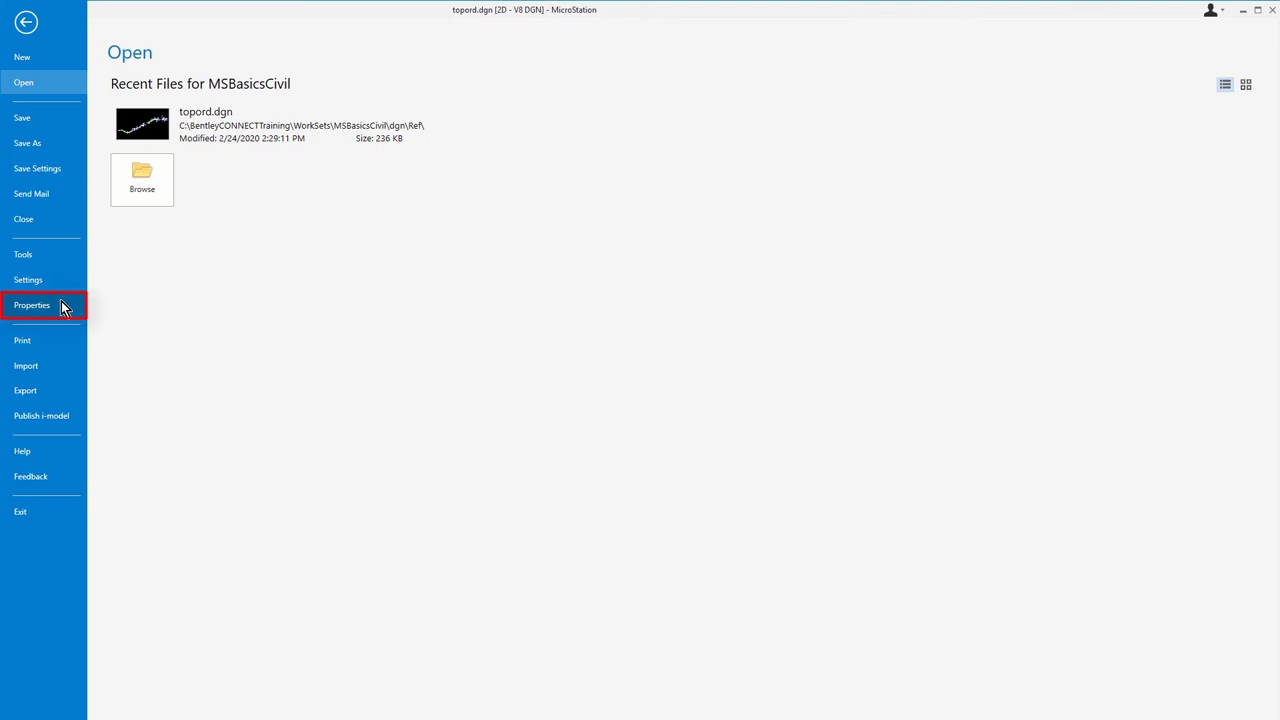 topord.dgn [2D - V8 DGN] - MicroStation
New
Open
Save
Save As
Save Settings
Send Mail
Close
Tools
Settings
Properties
Print
Import
Export
Publish i-model
Help
Feedback
Exit
Open
Recent Files for MSBasicsCivil
topord.dgn
C:\BentleyCONNECTTraining\WorkSets\MSBasicsCivil\dgn\Ref\
Modified: 2/24/2020 2:29:11 PM Size: 236 KB
Browse